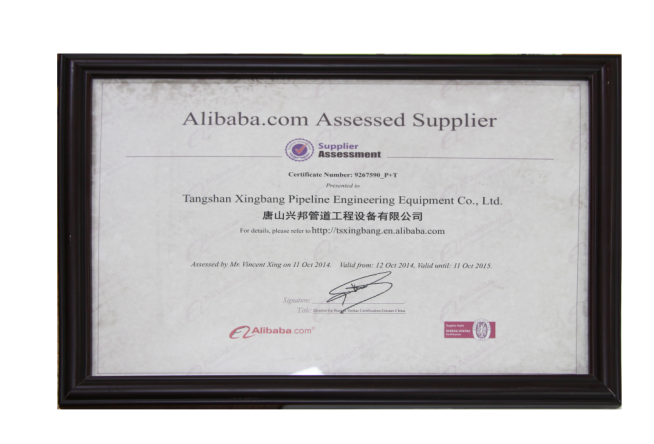 Alibaba.com Assessed Supplier
Supplier
Assessment
Certificate Number: 9267590_P+T
Presented to
Tangshan Xingbang Pipeline Engineering Equipment Co., Ltd.
唐山兴邦管道工程设备有限公司
For details, please refer to http://tsxingbang.en.alibaba.com
Assessed by Mr. Vincent Xing on 11 Oct 2014. Valid from: 12 Oct 2014, Valid until: 11 Oct 2015.
Signature:
Title:
Alibaba.com